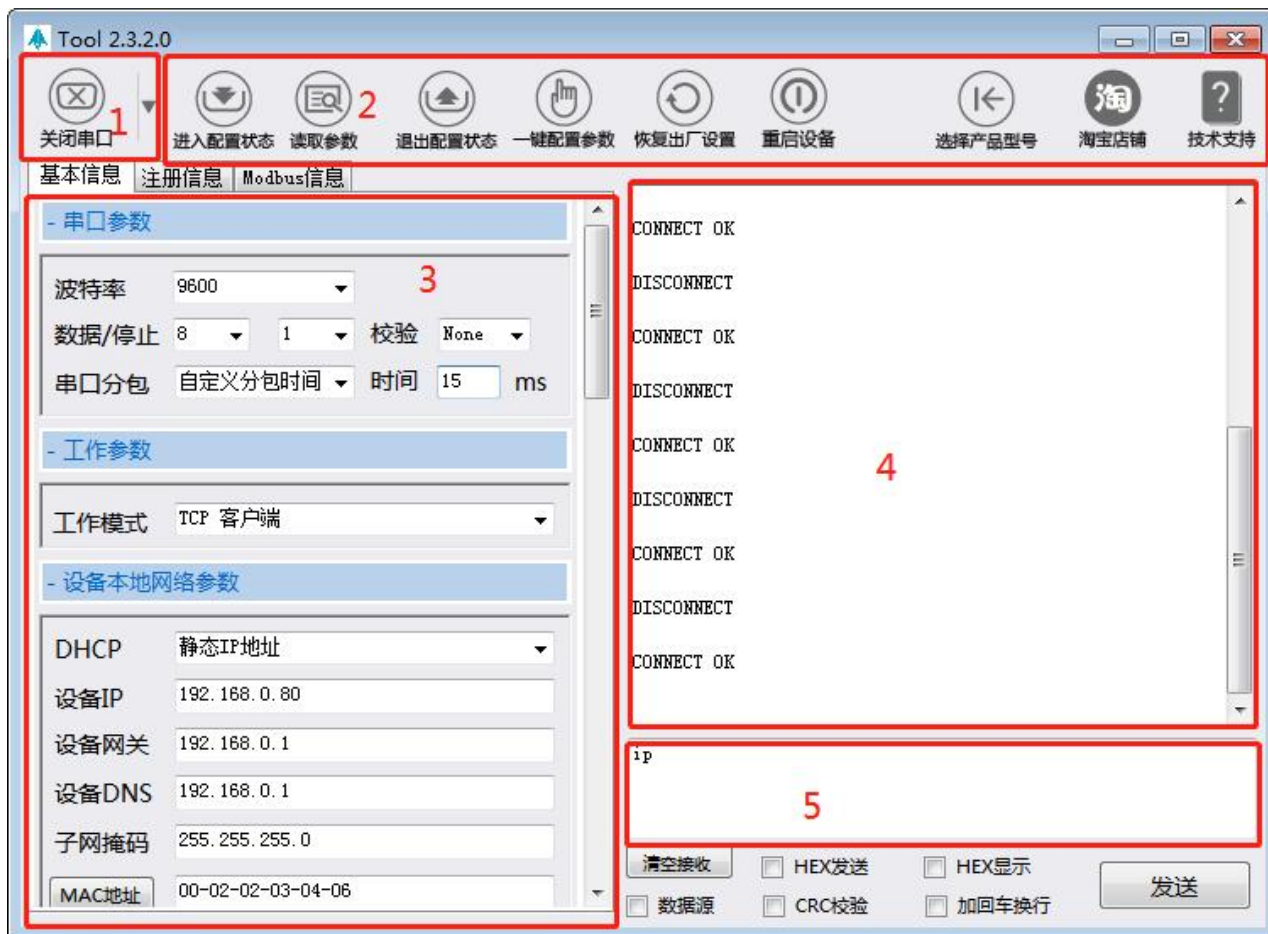 Tool 2.3.2.0
关闭串口 1
2
进入配置状态 读取参数 退出配置状态 一键配置参数 恢复出厂设置 重启设备 选择产品型号 淘宝店铺 技术支持
淘
?
基本信息 注册信息 Modbus信息
- 串口参数
3
波特率 9600
数据/停止 8 1 校验 None
串口分包 自定义分包时间 时间 15 ms
- 工作参数
工作模式 TCP 客户端
- 设备本地网络参数
DHCP 静态IP地址
设备IP 192.168.0.80
设备网关 192.168.0.1
设备DNS 192.168.0.1
子网掩码 255.255.255.0
MAC地址 00-02-02-03-04-06
CONNECT OK
DISCONNECT
CONNECT OK
DISCONNECT
CONNECT OK
4
DISCONNECT
CONNECT OK
DISCONNECT
CONNECT OK
ip
5
清空接收 HEX发送 HEX显示
数据源 CRC校验 加回车换行
发送